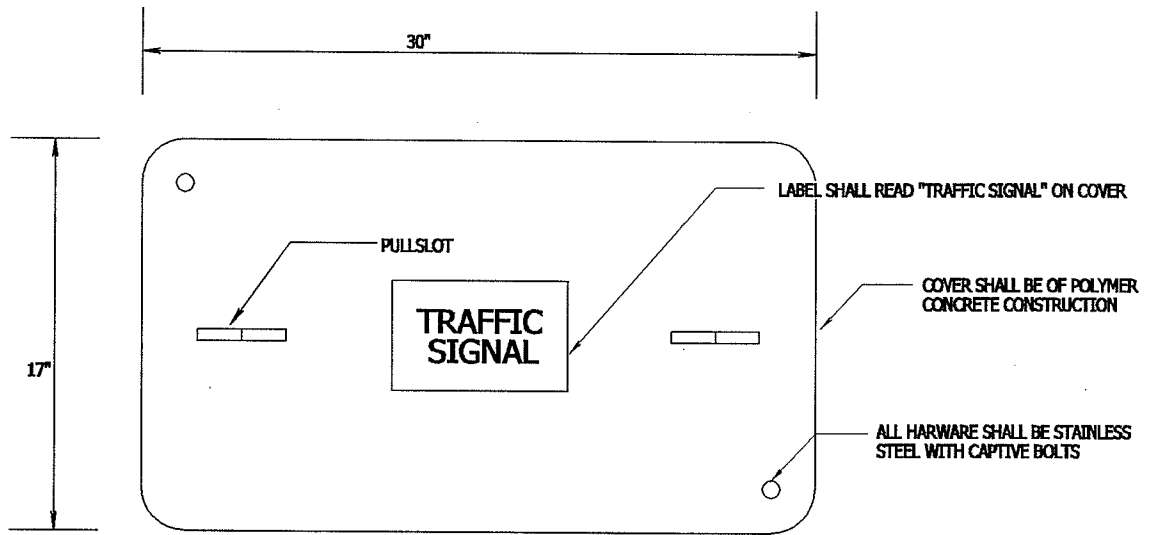 30"
LABEL SHALL READ "TRAFFIC SIGNAL" ON COVER
PULLSLOT
COVER SHALL BE OF POLYMER
CONCRETE CONSTRUCTION
TRAFFIC
SIGNAL
17"
ALL HARWARE SHALL BE STAINLESS
STEEL WITH CAPTIVE BOLTS